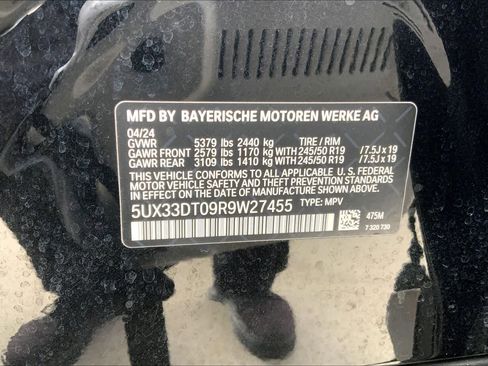 MFD BY BAYERISCHE MOTOREN WERKE AG
04/24
GVWR 5379 lbs 2440 kg TIRE / RIM
GAWR FRONT 2579 lbs 1170 kg WITH 245/50 R19 /7.5J x 19
GAWR REAR 3109 lbs 1410 kg WITH 245/50 R19 /7.5J x 19
THIS VEHICLE CONFORMS TO ALL APPLICABLE U. S. FEDERAL
MOTOR VEHICLE SAFETY STANDARDS IN EFFECT
ON THE DATE OF MANUFACTURE SHOWN ABOVE.
5UX33DT09R9W27455 TYPE: MPV
475M
7 320 730